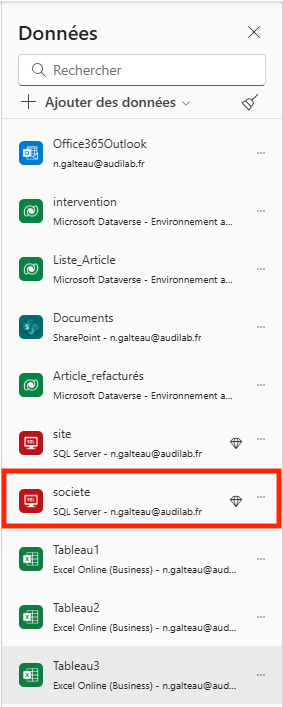 Données
Rechercher
Ajouter des données
Office365Outlook
n.galteau@audilab.fr
intervention
Microsoft Dataverse - Environnement a...
Liste_Article
Microsoft Dataverse - Environnement a...
Documents
SharePoint - n.galteau@audilab.fr
Article_refacturés
Microsoft Dataverse - Environnement a...
site
SQL Server - n.galteau@audilab.fr
societe
SQL Server - n.galteau@audilab.fr
Tableau1
Excel Online (Business) - n.galteau@aud...
Tableau2
Excel Online (Business) - n.galteau@aud...
Tableau3
Excel Online (Business) - n.galteau@aud...